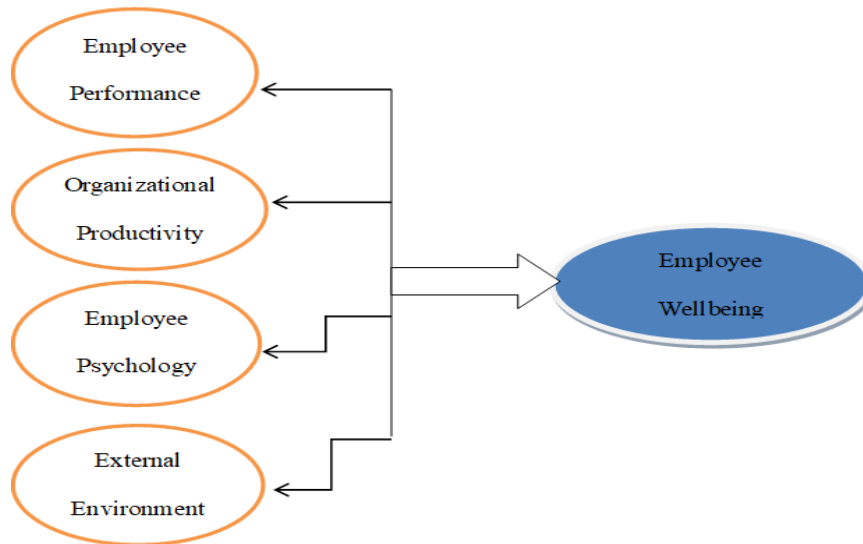 Employee
Performance
Organizational
Productivity
Employee
Psychology
External
Environment
Employee
Wellbeing